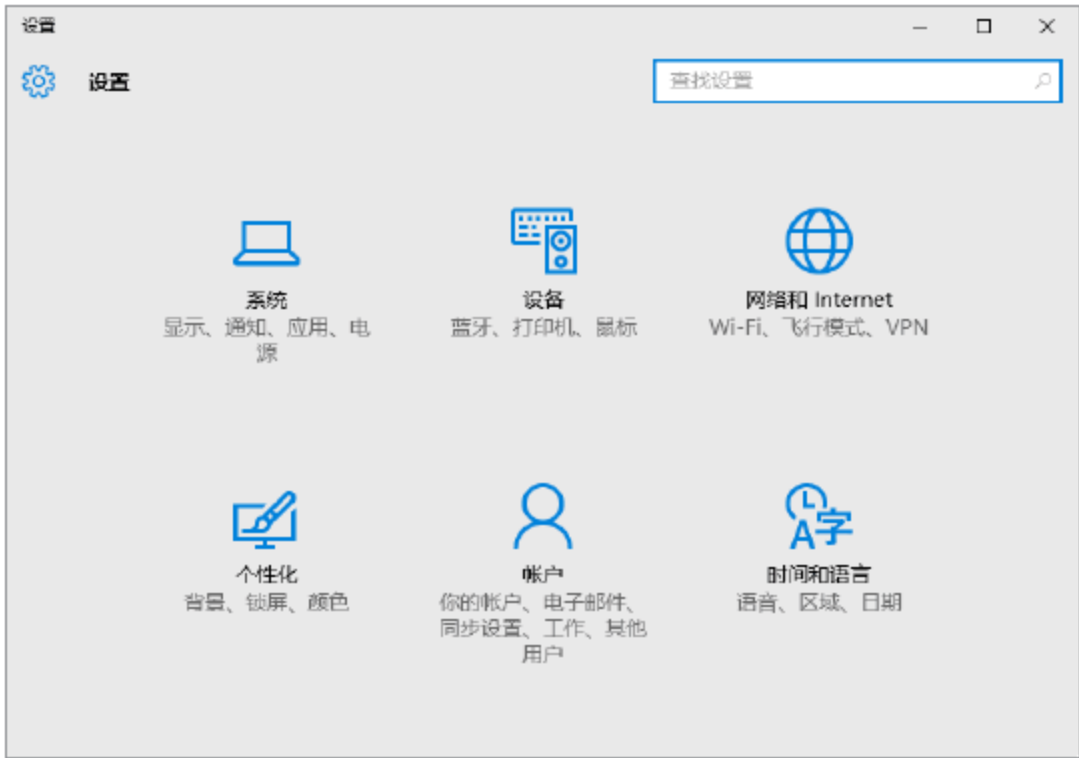 设置
设置
查找设置
系统
显示、通知、应用、电
源
设备
蓝牙、打印机、鼠标
网络和 Internet
Wi-Fi、飞行模式、VPN
个性化
背景、锁屏、颜色
帐户
你的帐户、电子邮件、
同步设置、工作、其他
用户
时间和语言
语音、区域、日期